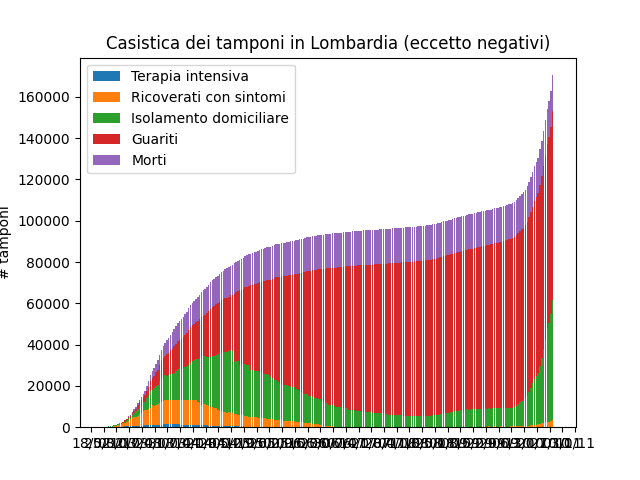 Casistica dei tamponi in Lombardia (eccetto negativi)
Terapia intensiva
Ricoverati con sintomi
Isolamento domiciliare
Guariti
Morti
# tamponi
160000
140000
120000
100000
80000
60000
40000
20000
0